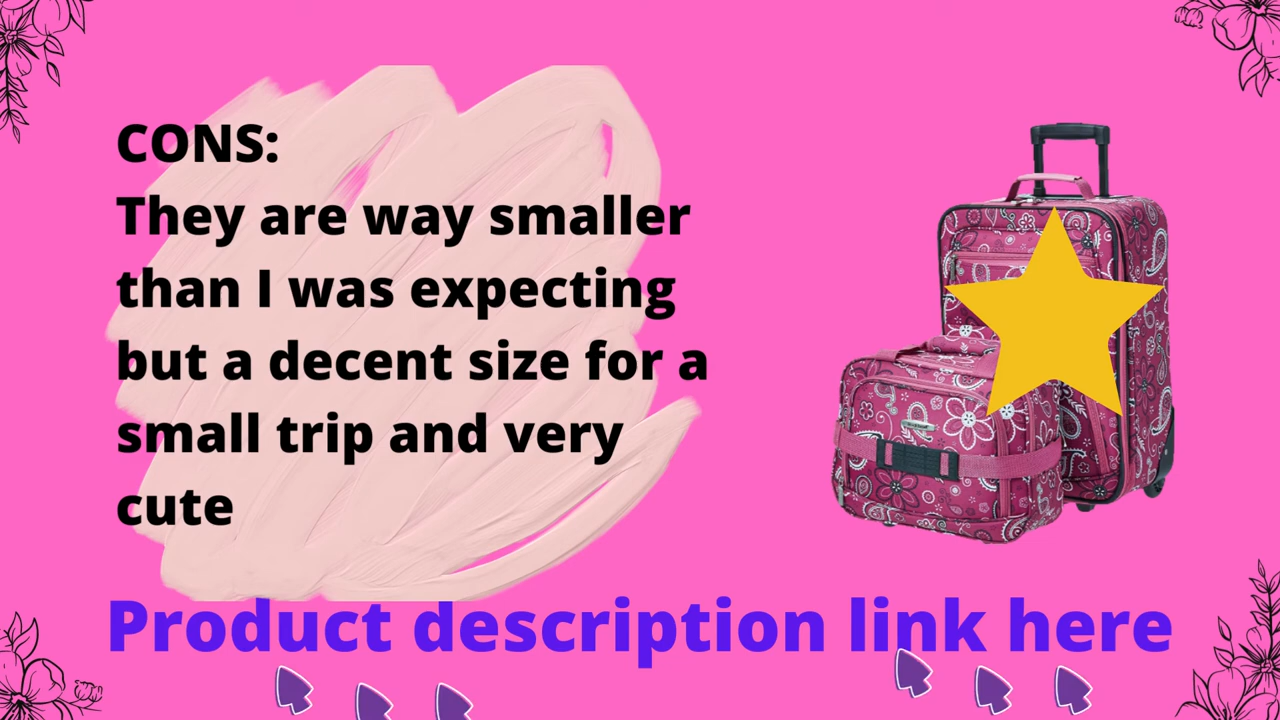 CONS:
They are way smaller
than I was expecting
but a decent size for a
small trip and very
cute
Product description link here